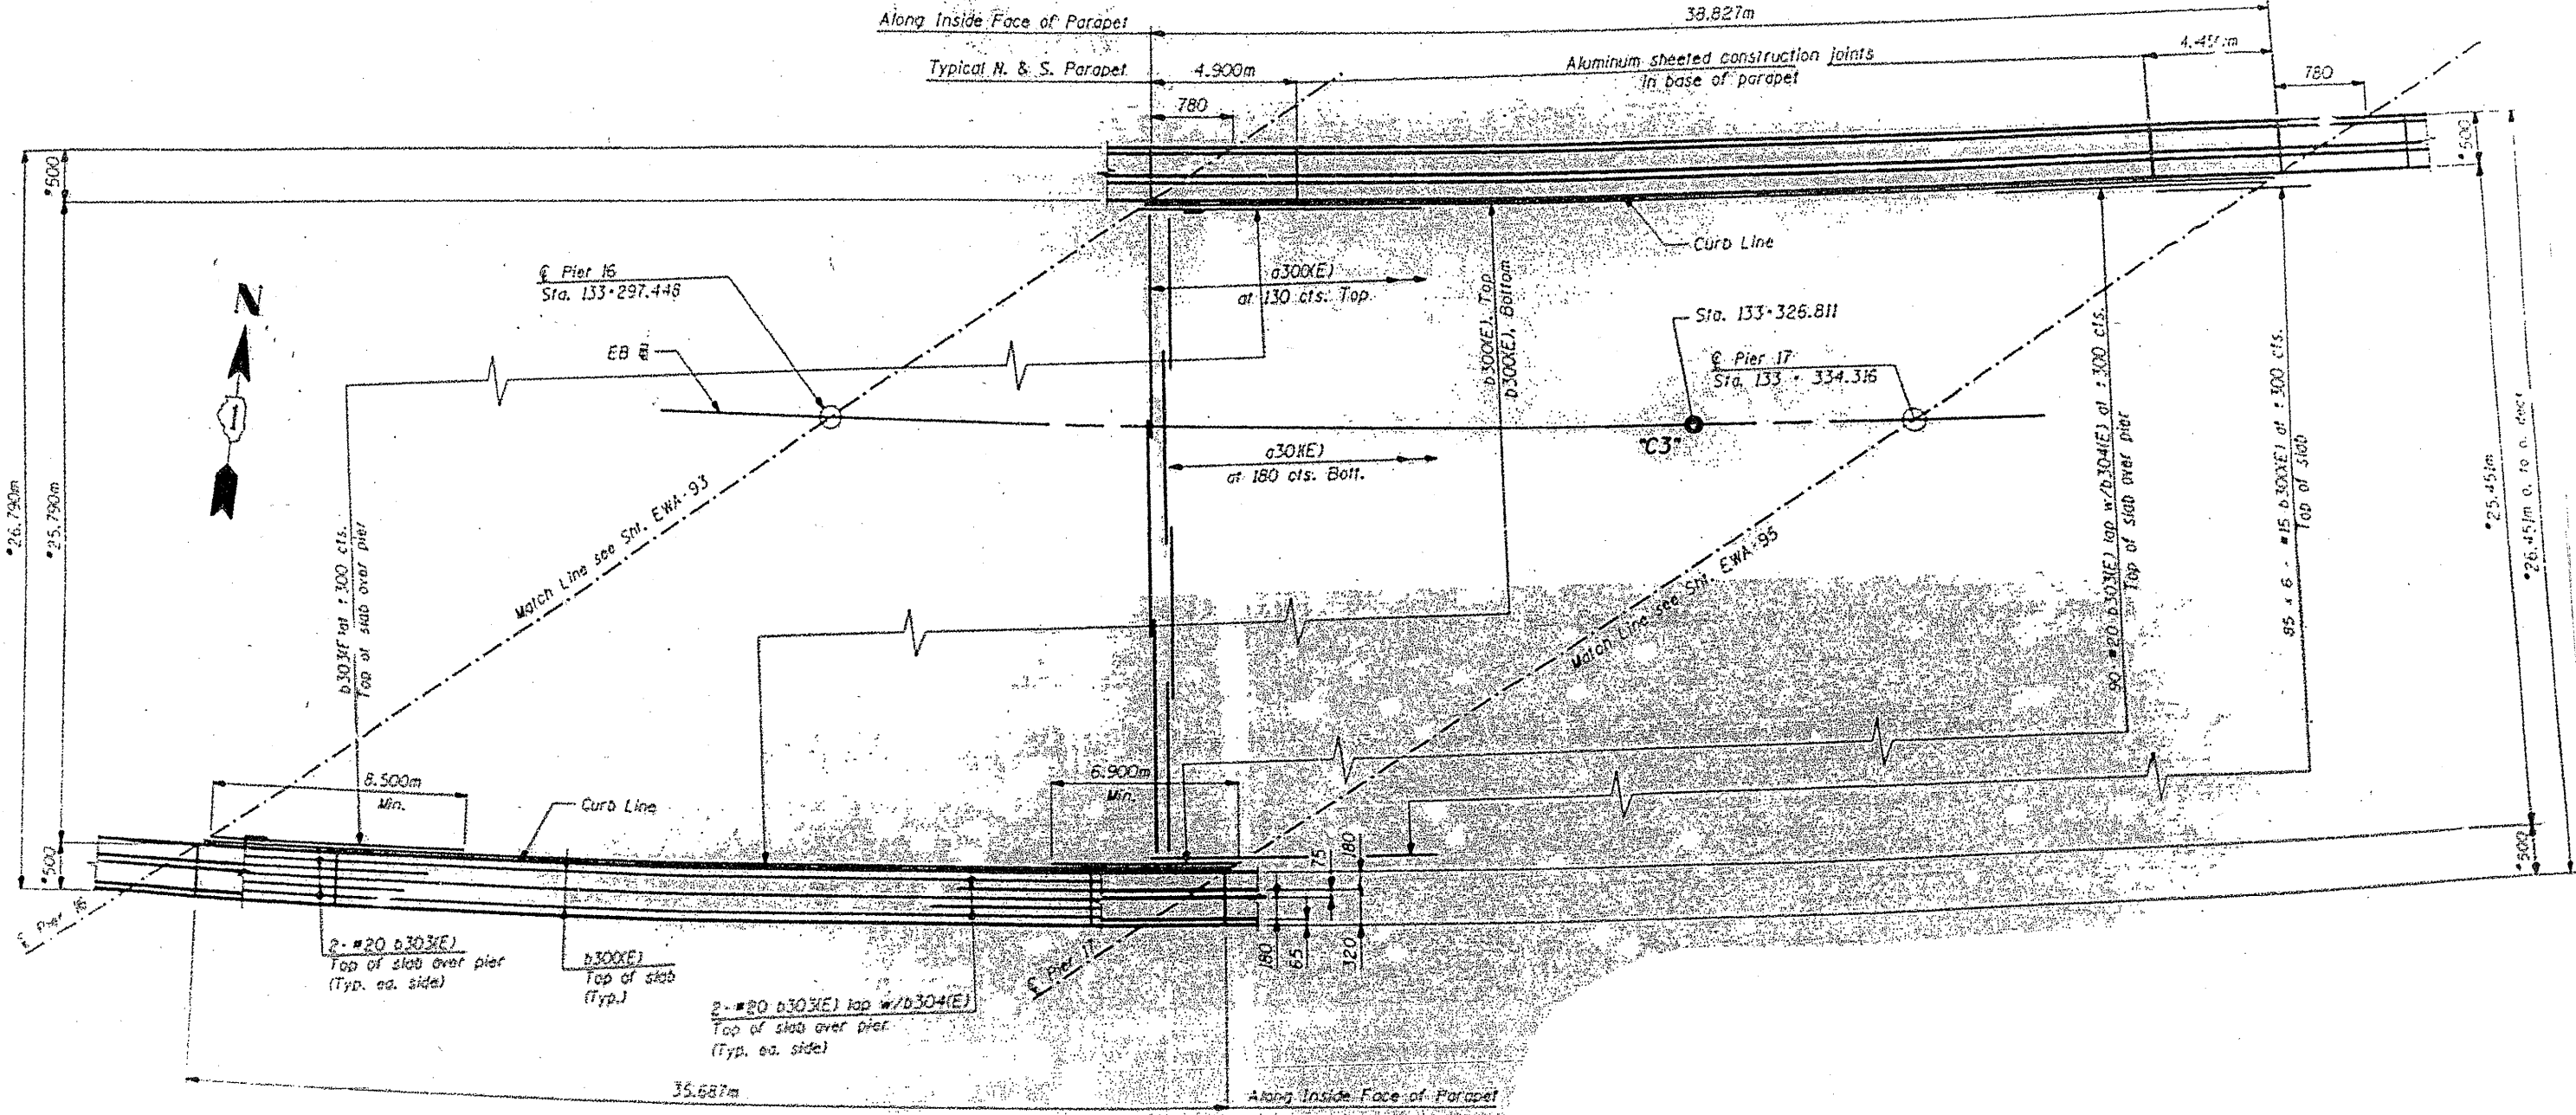 Along Inside Face of Parapet
38.827m
Typical N. & S. Parapet
4.900m
Aluminum sheeted construction joints
in base of parapet
780
780
*500
*500
N
₵ Pier 16
Sta. 133+297.448
EB ⅊
a300(E)
at 130 cts. Top
b300(E), Top
b300(E), Bottom
Curb Line
Sta. 133+326.811
₵ Pier 17
Sta. 133 + 334.316
"C3"
a301(E)
at 180 cts. Bott.
*26.790m
*25.790m
b303(E) at ±300 cts.
Top of slab over pier
Match Line see Sht. EWA-93
Match Line see Sht. EWA-95
90 - #20 b303(E) lap w/b304(E) at ±300 cts.
Top of slab over pier
85 x 6 - #15 b300(E) at ±300 cts.
Top of slab
*25.451m
*26.451m o. to o. deck
8.500m
Min.
Curb Line
6.900m
Min.
*500
*500
75
180
180
65
320
₵ Pier 16
₵ Pier 17
2- #20 b303(E)
Top of slab over pier
(Typ. ea. side)
b300(E)
Top of slab
(Typ.)
2- #20 b303(E) lap w/b304(E)
Top of slab over pier
(Typ. ea. side)
35.687m
Along Inside Face of Parapet